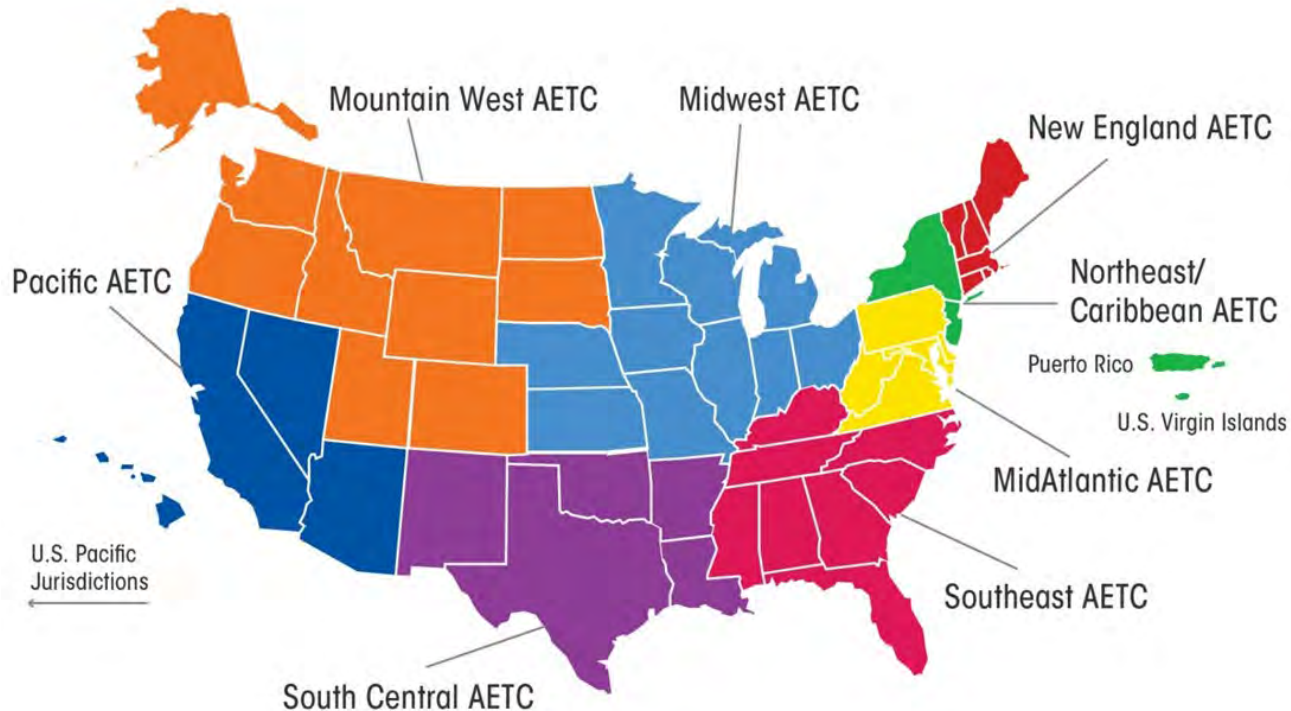 Mountain West AETC
Midwest AETC
New England AETC
Pacific AETC
Northeast/
Caribbean AETC
Puerto Rico
U.S. Virgin Islands
MidAtlantic AETC
U.S. Pacific
Jurisdictions
Southeast AETC
South Central AETC